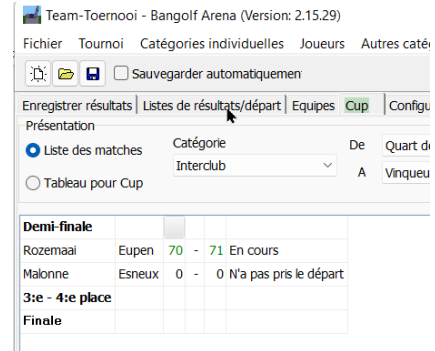 Team-Toernooi - Bangolf Arena (Version: 2.15.29)
Fichier Tournoi Catégories individuelles Joueurs Autres caté
Sauvegarder automatiquemen
Enregistrer résultats Listes de résultats/départ Equipes Cup Configu
Présentation
Liste des matches Catégorie De Quart de
Interclub A Vinqueu
Tableau pour Cup
Demi-finale
Rozemaai Eupen 70 - 71 En cours
Malonne Esneux 0 - 0 N'a pas pris le départ
3:e - 4:e place
Finale